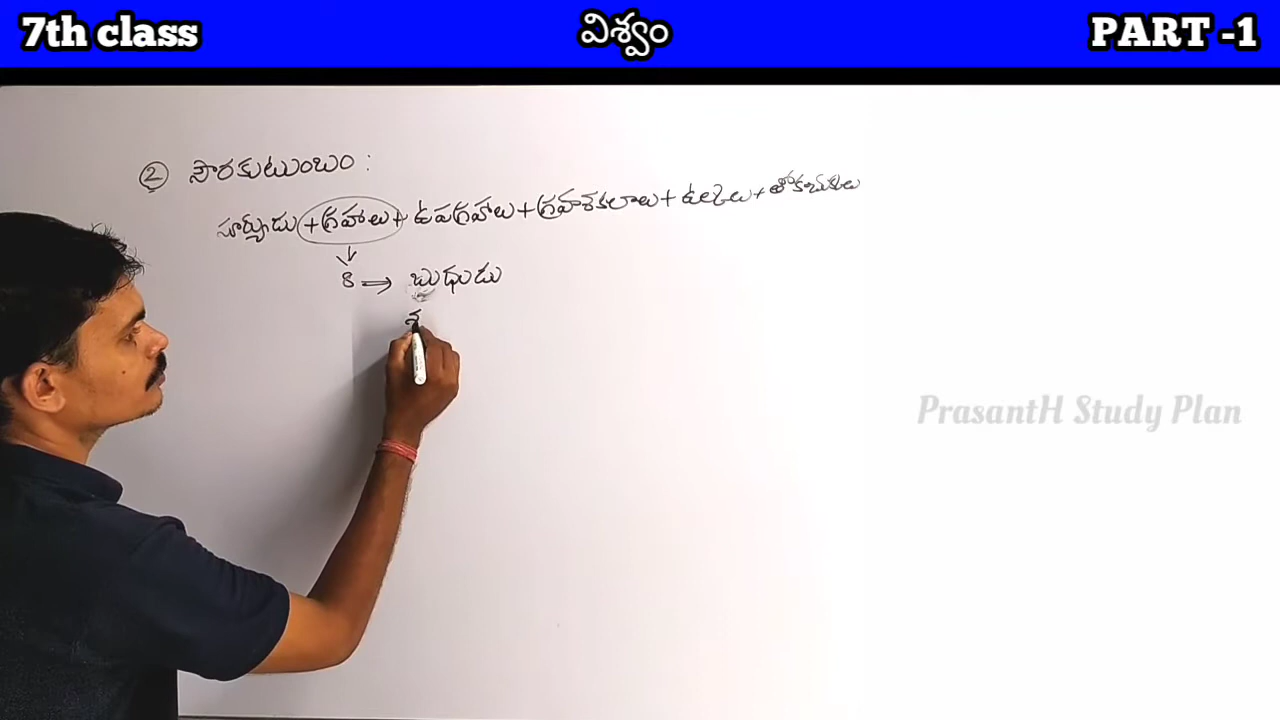 7th class
విశ్వం
PART -1
② సౌరకుటుంబం :
సూర్యుడు + గ్రహాలు + ఉపగ్రహాలు + గ్రహశకలాలు + ఉల్కలు + తోకచుక్కలు
8 ⇒ బుధుడు
PrasantH Study Plan